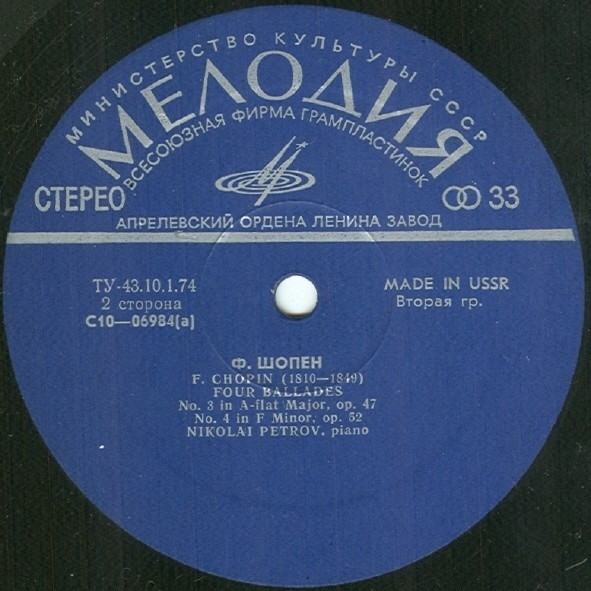 МИНИСТЕРСТВО КУЛЬТУРЫ СССР
МЕЛОДИЯ
ВСЕСОЮЗНАЯ ФИРМА ГРАМПЛАСТИНОК
СТЕРЕО
33
АПРЕЛЕВСКИЙ ОРДЕНА ЛЕНИНА ЗАВОД
ТУ-43.10.1.74
2 сторона
С10—06984(а)
MADE IN USSR
Вторая гр.
Ф. ШОПЕН
F. CHOPIN (1810—1849)
FOUR BALLADES
No. 3 in A-flat Major, op. 47
No. 4 in F Minor, op. 52
NIKOLAI PETROV, piano